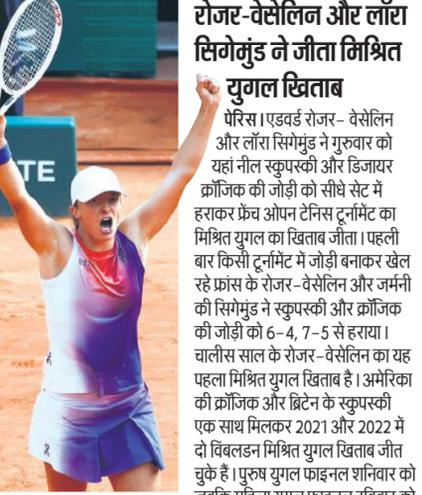 रोजर-वेसेलिन और लॉरा
सिगेमुंड ने जीता मिश्रित
युगल खिताब
पेरिस। एडवर्ड रोजर- वेसेलिन
और लॉरा सिगेमुंड ने गुरुवार को
यहां नील स्कुपस्की और डिजायर
क्रॉजिक की जोड़ी को सीधे सेट में
हराकर फ्रेंच ओपन टेनिस टूर्नामेंट का
मिश्रित युगल का खिताब जीता। पहली
बार किसी टूर्नामेंट में जोड़ी बनाकर खेल
रहे फ्रांस के रोजर-वेसेलिन और जर्मनी
की सिगेमुंड ने स्कुपस्की और क्रॉजिक
की जोड़ी को 6-4, 7-5 से हराया।
चालीस साल के रोजर-वेसेलिन का यह
पहला मिश्रित युगल खिताब है। अमेरिका
की क्रॉजिक और ब्रिटेन के स्कुपस्की
एक साथ मिलकर 2021 और 2022 में
दो विंबलडन मिश्रित युगल खिताब जीत
चुके हैं। पुरुष युगल फाइनल शनिवार को
TE